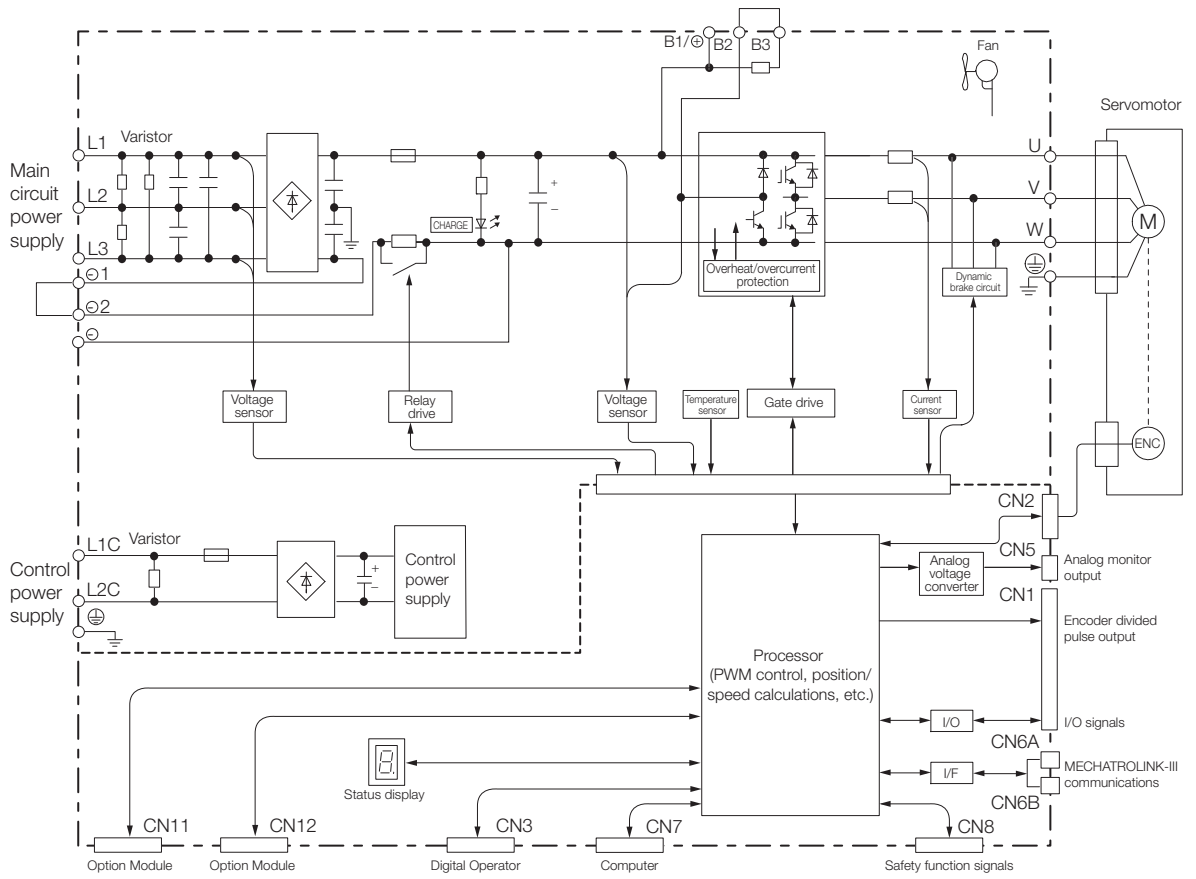 B1/⊕
B2
B3
Fan
Servomotor
Main
circuit
power
supply
L1
Varistor
L2
L3
⊖1
⊖2
⊖
CHARGE
+
–
Overheat/overcurrent
protection
U
V
W
M
Dynamic
brake circuit
Voltage
sensor
Relay
drive
Voltage
sensor
Temperature
sensor
Gate drive
Current
sensor
ENC
Control
power
supply
L1C
Varistor
L2C
+
–
Control
power
supply
CN2
CN5
Analog
voltage
converter
Analog monitor
output
CN1
Encoder divided
pulse output
Processor
(PWM control, position/
speed calculations, etc.)
I/O
I/O signals
CN6A
I/F
MECHATROLINK-III
communications
CN6B
8.
Status display
CN11
CN12
CN3
CN7
CN8
Option Module
Option Module
Digital Operator
Computer
Safety function signals